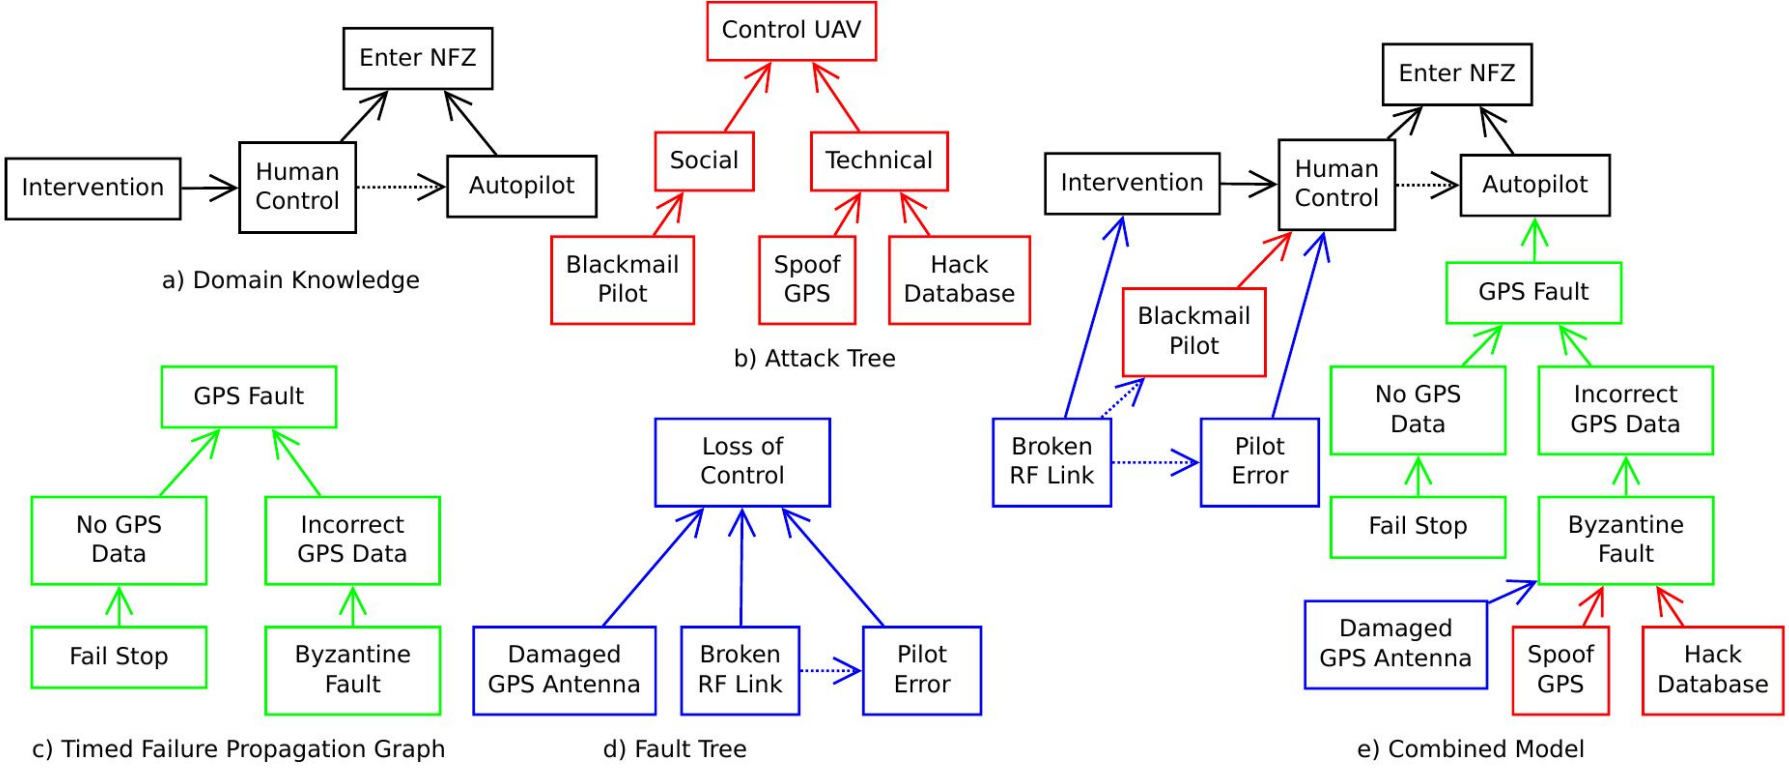 Enter NFZ
Intervention
Human
Control
Autopilot
a) Domain Knowledge
Control UAV
Social
Technical
Blackmail
Pilot
Spoof
GPS
Hack
Database
b) Attack Tree
GPS Fault
No GPS
Data
Incorrect
GPS Data
Fail Stop
Byzantine
Fault
c) Timed Failure Propagation Graph
Loss of
Control
Damaged
GPS Antenna
Broken
RF Link
Pilot
Error
d) Fault Tree
Enter NFZ
Intervention
Human
Control
Autopilot
GPS Fault
Blackmail
Pilot
Broken
RF Link
Pilot
Error
No GPS
Data
Incorrect
GPS Data
Fail Stop
Byzantine
Fault
Damaged
GPS Antenna
Spoof
GPS
Hack
Database
e) Combined Model